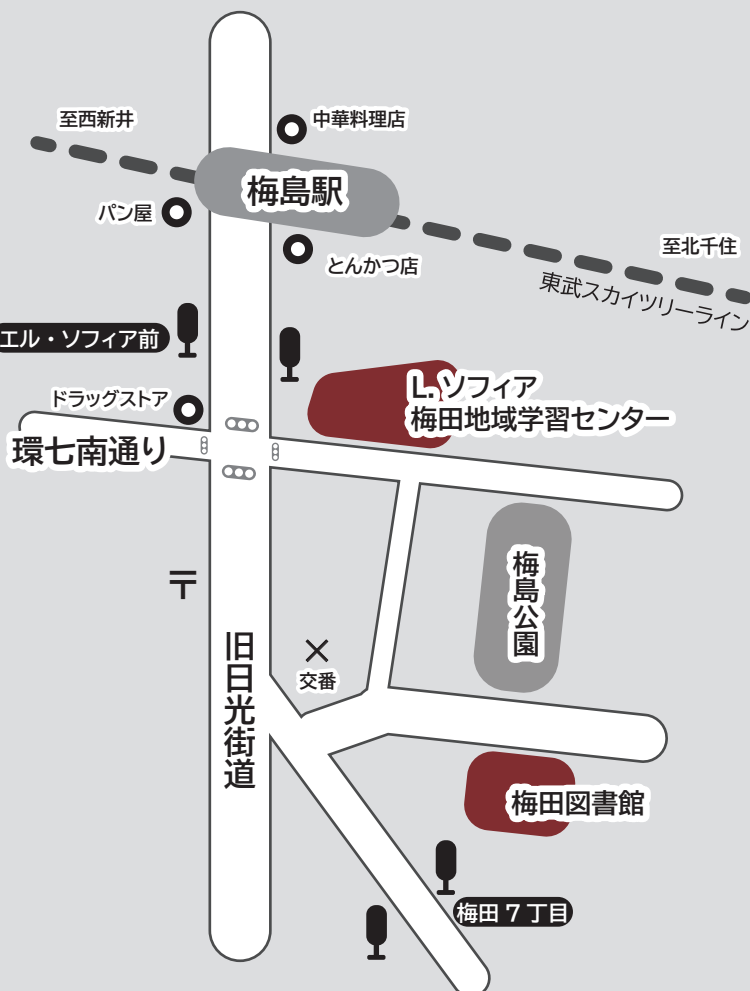 至西新井
中華料理店
梅島駅
パン屋
とんかつ店
至北千住
東武スカイツリーライン
エル・ソフィア前
L. ソフィア
梅田地域学習センター
ドラッグストア
環七南通り
梅島公園
〒
旧日光街道
交番
梅田図書館
梅田 7 丁目